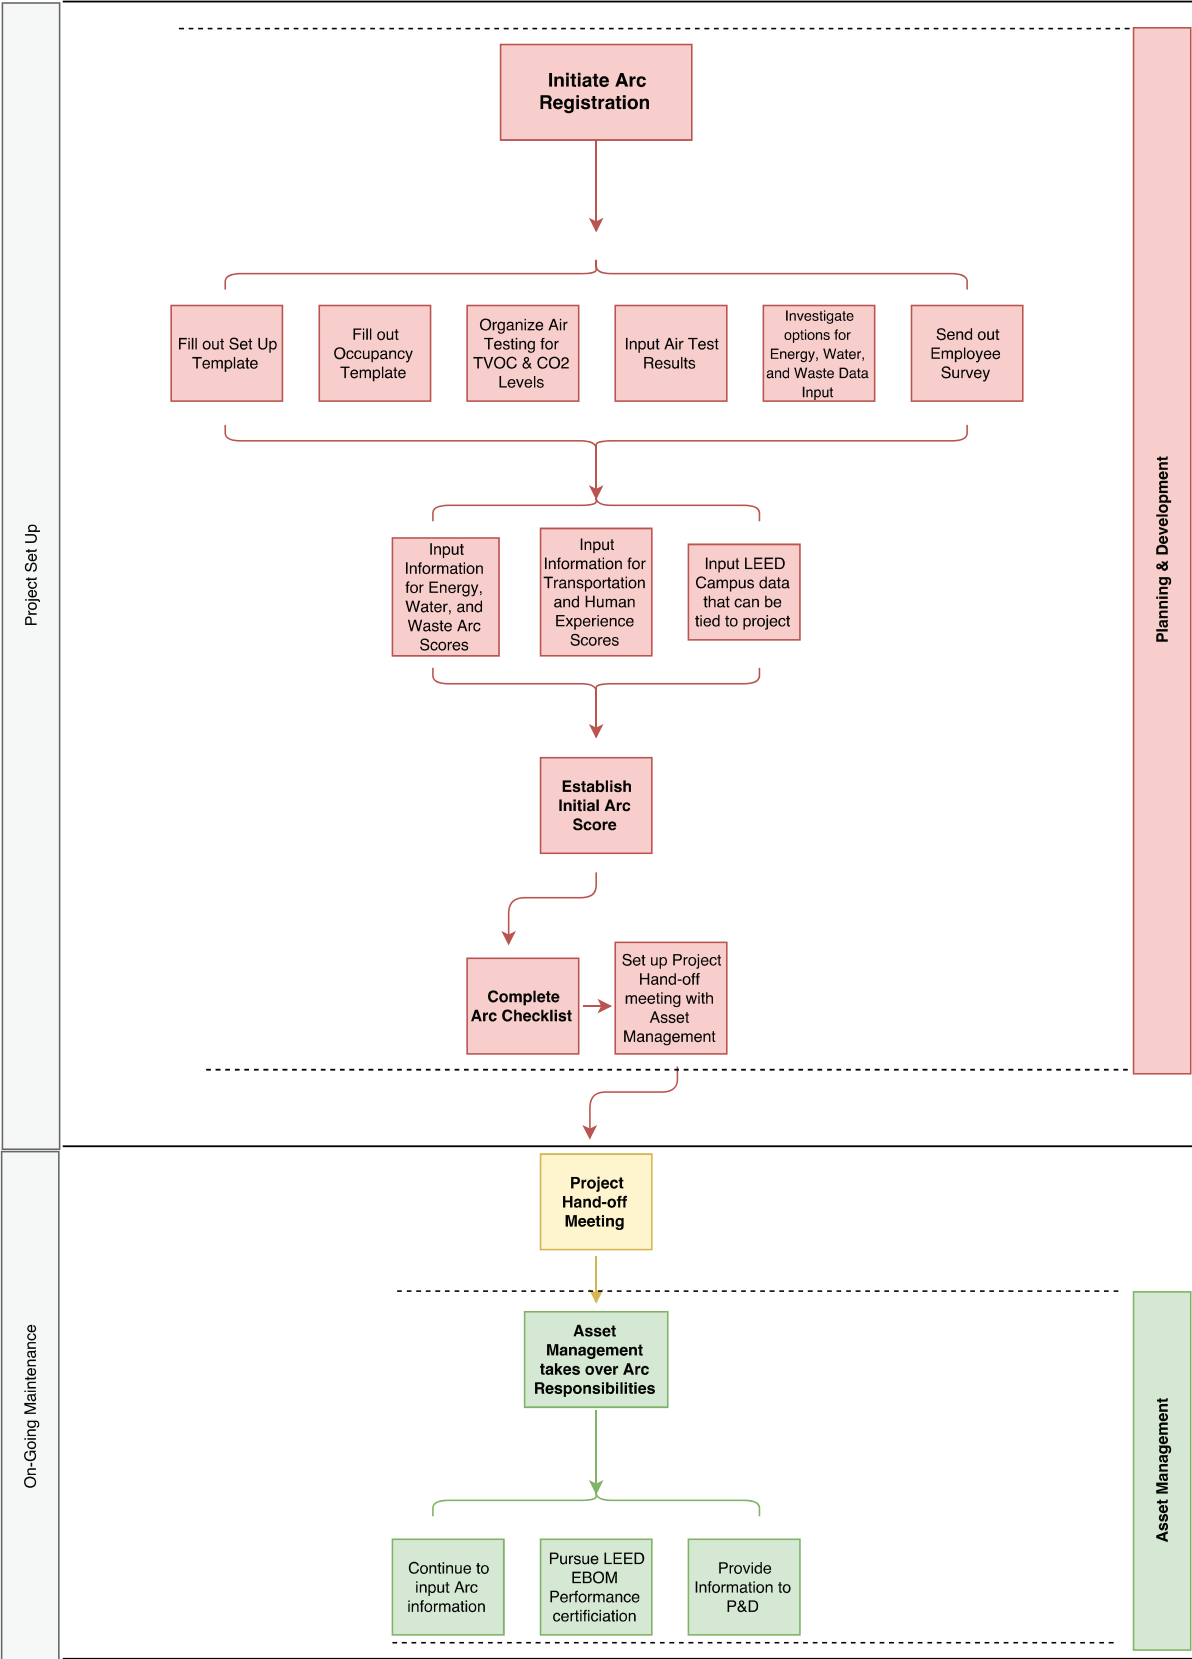 Initiate Arc
Registration
Fill out Set Up
Template
Fill out
Occupancy
Template
Organize Air
Testing for
TVOC & CO2
Levels
Input Air Test
Results
Investigate
options for
Energy, Water,
and Waste Data
Input
Send out
Employee
Survey
Project Set Up
Planning & Development
Input
Information
for Energy,
Water, and
Waste Arc
Scores
Input
Information for
Transportation
and Human
Experience
Scores
Input LEED
Campus data
that can be
tied to project
Establish
Initial Arc
Score
Complete
Arc Checklist
Set up Project
Hand-off
meeting with
Asset
Management
Project
Hand-off
Meeting
Asset
Management
takes over Arc
Responsibilities
On-Going Maintenance
Asset Management
Continue to
input Arc
information
Pursue LEED
EBOM
Performance
certificiation
Provide
Information to
P&D